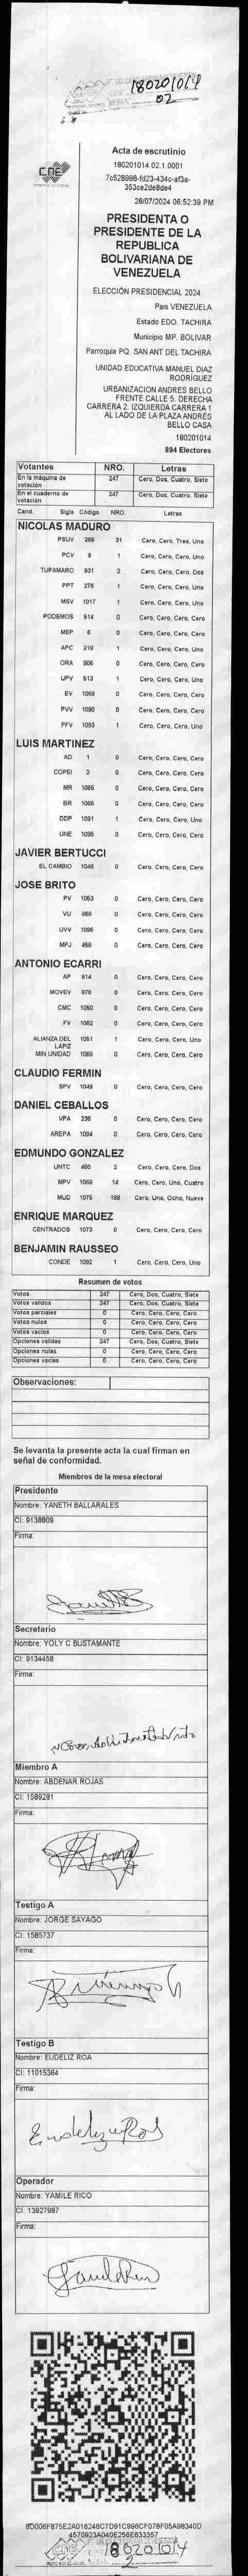 180201014
02
CNE
Acta de escrutinio
180201014.02.1.0001
7c528998-fd23-434c-af3a-
353ce2de8de4
28/07/2024 06:52:39 PM
PRESIDENTA O
PRESIDENTE DE LA
REPUBLICA
BOLIVARIANA DE
VENEZUELA
ELECCIÓN PRESIDENCIAL 2024
Pais VENEZUELA
Estado EDO. TACHIRA
Municipio MP. BOLIVAR
Parroquia PQ. SAN ANT DEL TACHIRA
UNIDAD EDUCATIVA MANUEL DIAZ
RODRÍGUEZ
URBANIZACION ANDRES BELLO
FRENTE CALLE 5. DERECHA
CARRERA 2. IZQUIERDA CARRERA 1
AL LADO DE LA PLAZA ANDRES
BELLO CASA
180201014
894 Electores
Votantes NRO. Letras
En la máquina de votación 247 Cero, Dos, Cuatro, Siete
En el cuaderno de votación 247 Cero, Dos, Cuatro, Siete
Cand. Sigla Código NRO. Letras
NICOLAS MADURO
PSUV 269 31 Cero, Cero, Tres, Uno
PCV 9 1 Cero, Cero, Cero, Uno
TUPAMARO 931 2 Cero, Cero, Cero, Dos
PPT 276 1 Cero, Cero, Cero, Uno
MSV 1017 1 Cero, Cero, Cero, Uno
PODEMOS 514 0 Cero, Cero, Cero, Cero
MEP 6 0 Cero, Cero, Cero, Cero
APC 219 1 Cero, Cero, Cero, Uno
ORA 906 0 Cero, Cero, Cero, Cero
UPV 513 1 Cero, Cero, Cero, Uno
EV 1089 0 Cero, Cero, Cero, Cero
PVV 1090 0 Cero, Cero, Cero, Cero
PFV 1093 1 Cero, Cero, Cero, Uno
LUIS MARTINEZ
AD 1 0 Cero, Cero, Cero, Cero
COPEI 2 0 Cero, Cero, Cero, Cero
MR 1065 0 Cero, Cero, Cero, Cero
BR 1066 0 Cero, Cero, Cero, Cero
DDP 1091 1 Cero, Cero, Cero, Uno
UNE 1095 0 Cero, Cero, Cero, Cero
JAVIER BERTUCCI
EL CAMBIO 1048 0 Cero, Cero, Cero, Cero
JOSE BRITO
PV 1053 0 Cero, Cero, Cero, Cero
VU 868 0 Cero, Cero, Cero, Cero
UVV 1096 0 Cero, Cero, Cero, Cero
MPJ 458 0 Cero, Cero, Cero, Cero
ANTONIO ECARRI
AP 814 0 Cero, Cero, Cero, Cero
MOVEV 879 0 Cero, Cero, Cero, Cero
CMC 1050 0 Cero, Cero, Cero, Cero
FV 1062 0 Cero, Cero, Cero, Cero
ALIANZA DEL LAPIZ 1051 1 Cero, Cero, Cero, Uno
MIN UNIDAD 1068 0 Cero, Cero, Cero, Cero
CLAUDIO FERMIN
SPV 1049 0 Cero, Cero, Cero, Cero
DANIEL CEBALLOS
VPA 236 0 Cero, Cero, Cero, Cero
AREPA 1094 0 Cero, Cero, Cero, Cero
EDMUNDO GONZALEZ
UNTC 460 2 Cero, Cero, Cero, Dos
MPV 1069 14 Cero, Cero, Uno, Cuatro
MUD 1075 189 Cero, Uno, Ocho, Nueve
ENRIQUE MARQUEZ
CENTRADOS 1073 0 Cero, Cero, Cero, Cero
BENJAMIN RAUSSEO
CONDE 1092 1 Cero, Cero, Cero, Uno
Resumen de votos
Votos 247 Cero, Dos, Cuatro, Siete
Votos validos 247 Cero, Dos, Cuatro, Siete
Votos parciales 0 Cero, Cero, Cero, Cero
Votos nulos 0 Cero, Cero, Cero, Cero
Votos vacios 0 Cero, Cero, Cero, Cero
Opciones validas 247 Cero, Dos, Cuatro, Siete
Opciones nulas 0 Cero, Cero, Cero, Cero
Opciones vacias 0 Cero, Cero, Cero, Cero
Observaciones:
Se levanta la presente acta la cual firman en
señal de conformidad.
Miembros de la mesa electoral
Presidente
Nombre: YANETH BALLARALES
CI: 9138609
Firma:
Secretario
Nombre: YOLY C BUSTAMANTE
CI: 9134458
Firma:
Miembro A
Nombre: ABDENAR ROJAS
CI: 1589281
Firma:
Testigo A
Nombre: JORGE SAYAGO
CI: 1585737
Firma:
Testigo B
Nombre: EUDELIZ ROA
CI: 11015364
Firma:
Eudeliz Roa
Operador
Nombre: YAMILE RICO
CI: 13927987
Firma:
8D006F875E2A016246C7D91C998CF078F05A98340D
4570923A040E256E633357
CNE
180201014
2